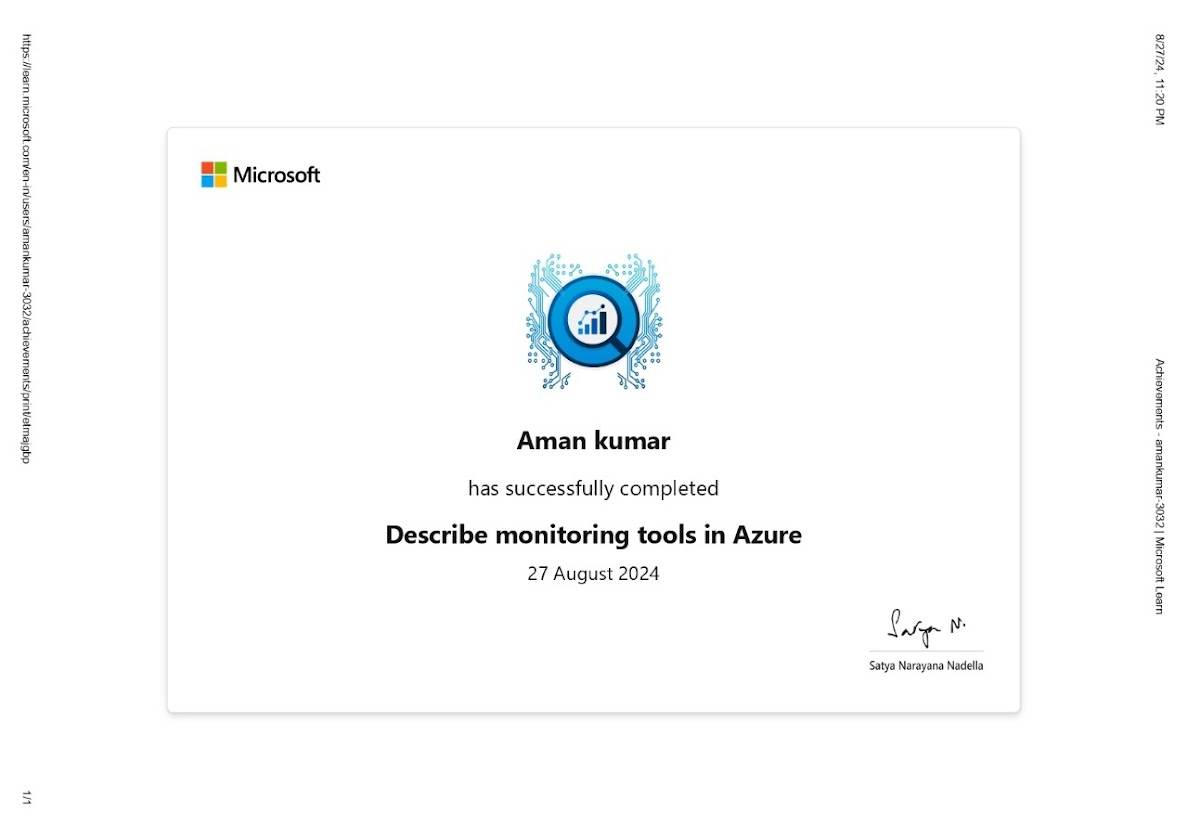 8/27/24, 11:20 PM
Achievements - amankumar-3032 | Microsoft Learn
Microsoft
Aman kumar
has successfully completed
Describe monitoring tools in Azure
27 August 2024
Satya N.
Satya Narayana Nadella
https://learn.microsoft.com/en-in/users/amankumar-3032/achievements/print/etmajgbp
1/1